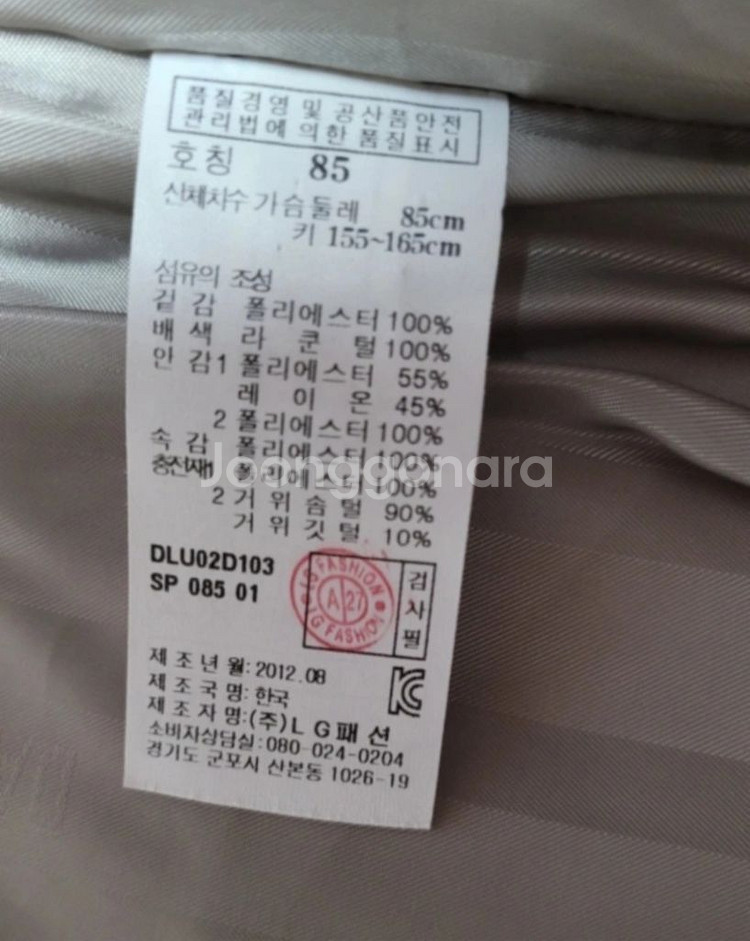 품질경영 및 공산품안전
관리법에 의한 품질표시
호칭 85
신체치수 가슴둘레 85cm
키 155~165cm
섬유의 조성
겉감 폴리에스터 100%
배색 라쿤털 100%
안감1 폴리에스터 55%
레이온 45%
2 폴리에스터 100%
속감 폴리에스터 100%
충전재1 폴리에스터 100%
2 거위솜털 90%
거위깃털 10%
Joonggonara
DLU02D103
SP 085 01
LG FASHION
A 27
LG FASHION
검사필
제조년월:2012.08
제조국명:한국
제조자명:(주)LG패션
소비자상담실:080-024-0204
경기도 군포시 산본동 1026-19